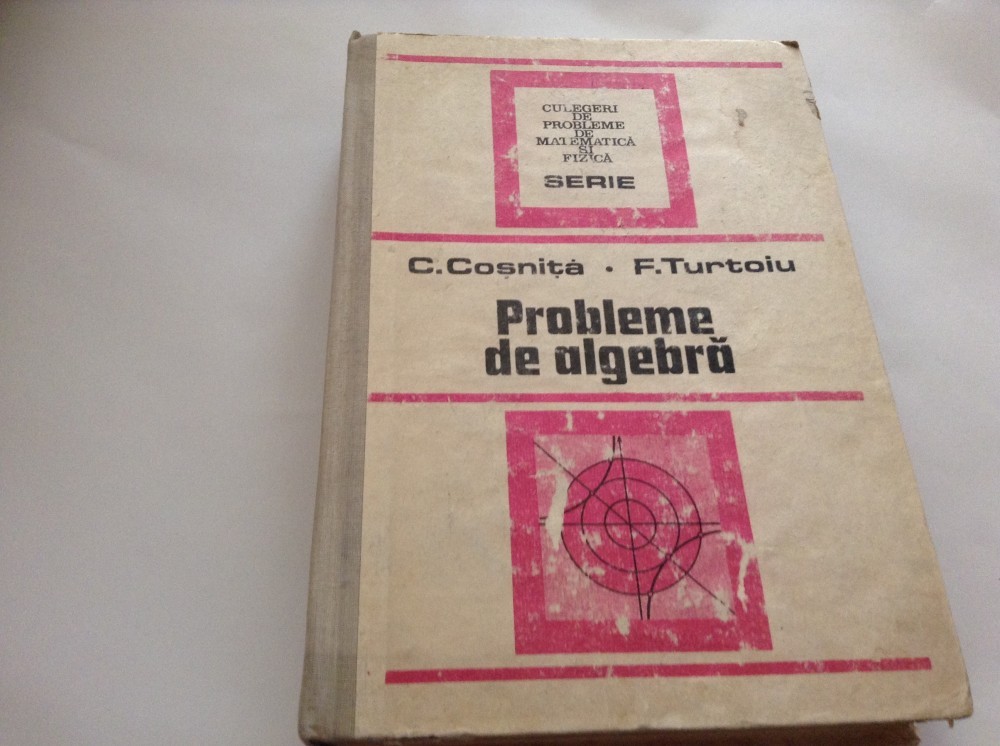 CULEGERI
DE
PROBLEME
DE
MATEMATICĂ
ȘI
FIZICĂ
SERIE
C.Coșniță • F.Turtoiu
Probleme
de algebră